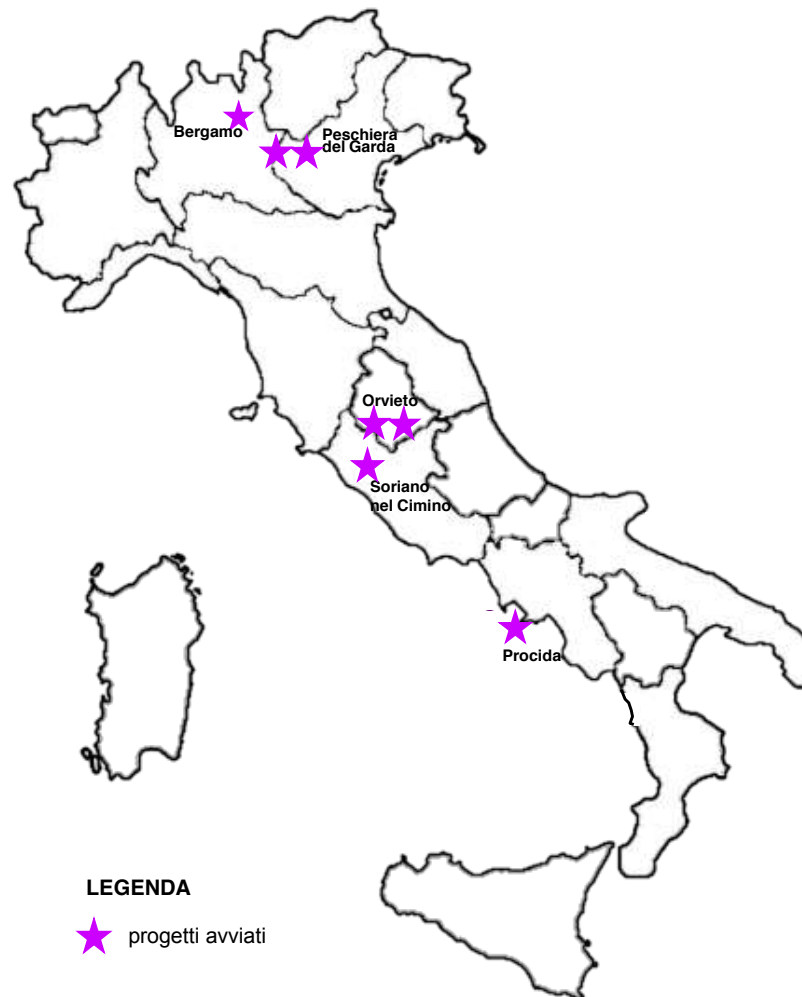 Bergamo
Peschiera
del Garda
Orvieto
Soriano
nel Cimino
Procida
LEGENDA
progetti avviati